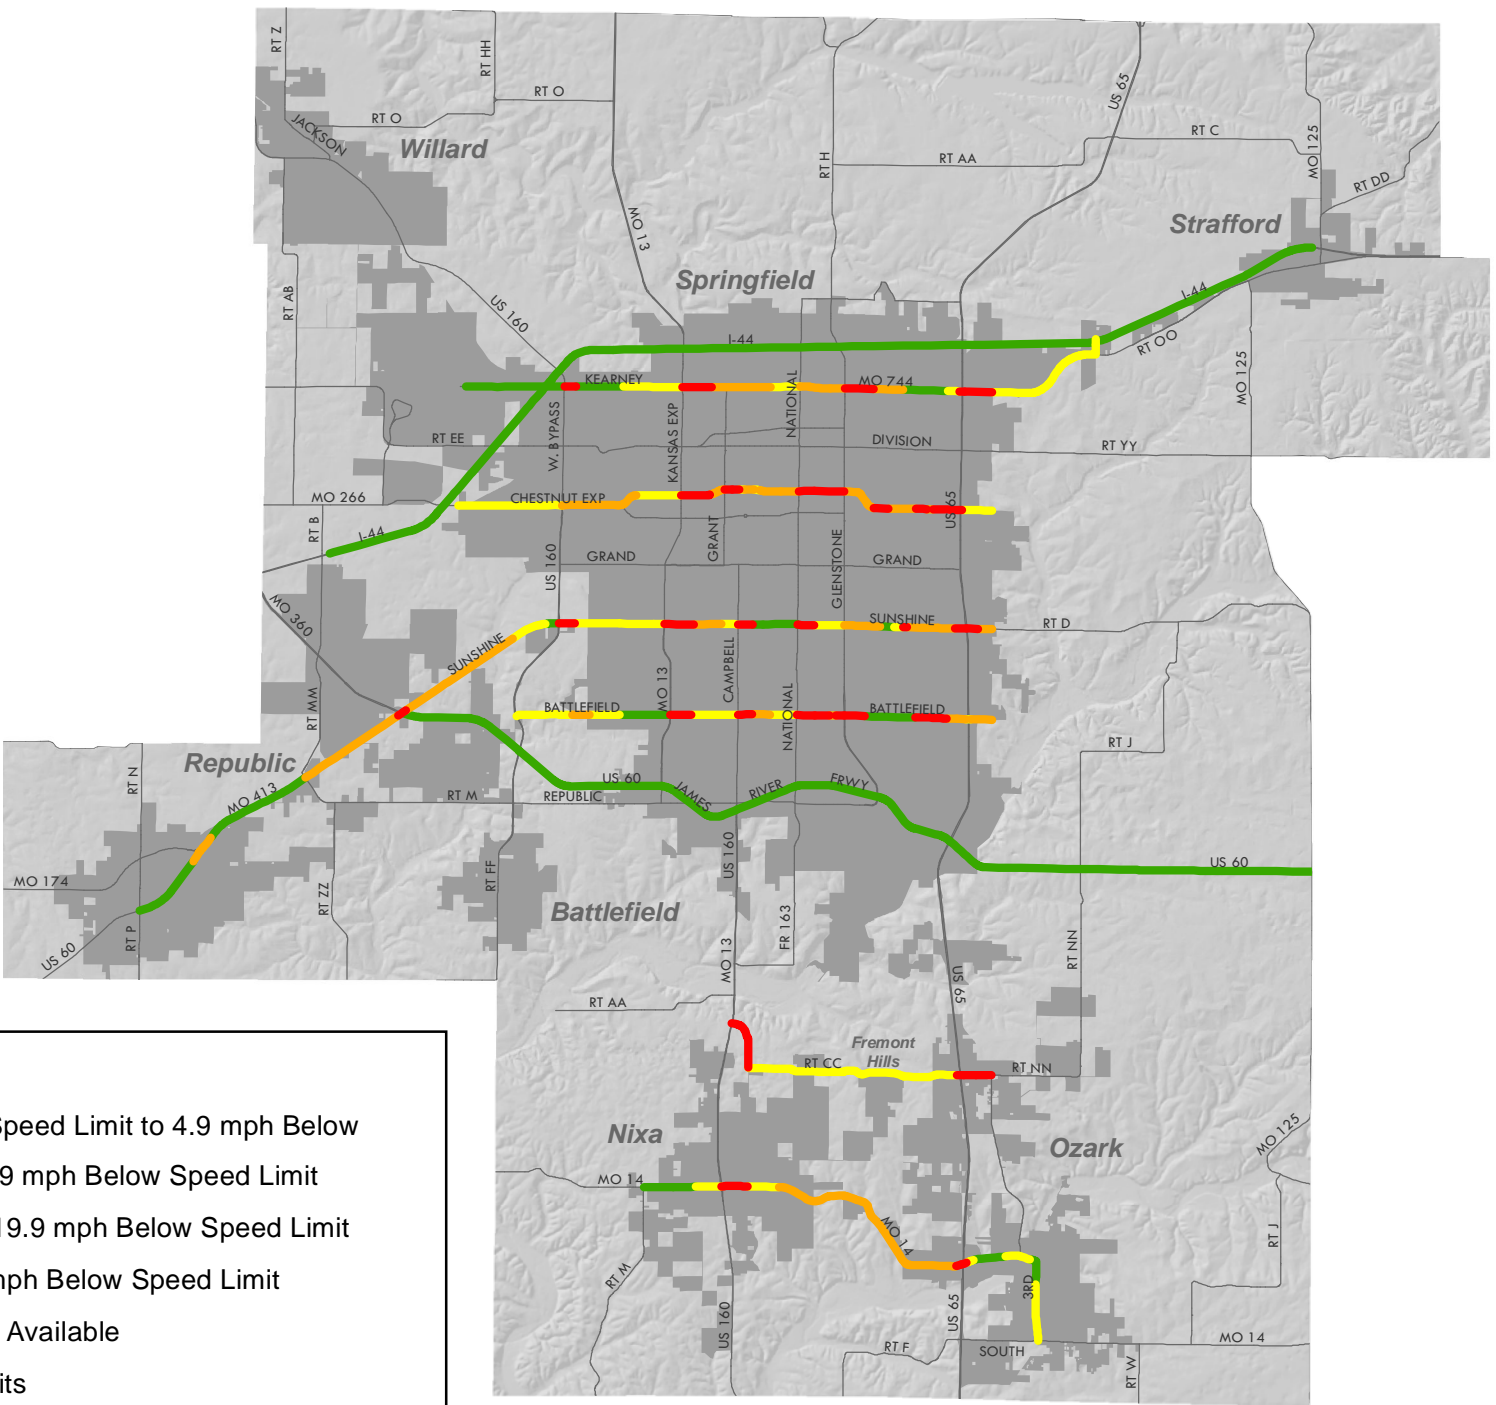 RT Z
RT HH
RT O
RT O
JACKSON
Willard
US 65
RT C
RT AA
RT H
MO 125
RT DD
MO 13
Strafford
Springfield
RT AB
US 160
I-44
I-44
RT OO
MO 125
KEARNEY
MO 744
NATIONAL
W. BYPASS
KANSAS EXP
RT EE
DIVISION
RT YY
MO 266
CHESTNUT EXP
US 65
RT B
I-44
GRANT
GLENSTONE
US 160
GRAND
GRAND
MO 360
SUNSHINE
SUNSHINE
RT D
MO 13
CAMPBELL
RT MM
BATTLEFIELD
NATIONAL
BATTLEFIELD
RT J
Republic
RT N
US 60
JAMES
RIVER
FRWY
MO 413
RT M
REPUBLIC
US 160
US 60
MO 174
RT ZZ
RT FF
Battlefield
FR 163
US 60
RT P
MO 13
RT NN
US 65
RT AA
Fremont
Hills
RT CC
RT NN
Speed Limit to 4.9 mph Below
9 mph Below Speed Limit
19.9 mph Below Speed Limit
mph Below Speed Limit
Available
its
Nixa
Ozark
MO 125
MO 14
MO 14
RT J
RT M
3RD
US 160
US 65
RT F
SOUTH
MO 14
RT W